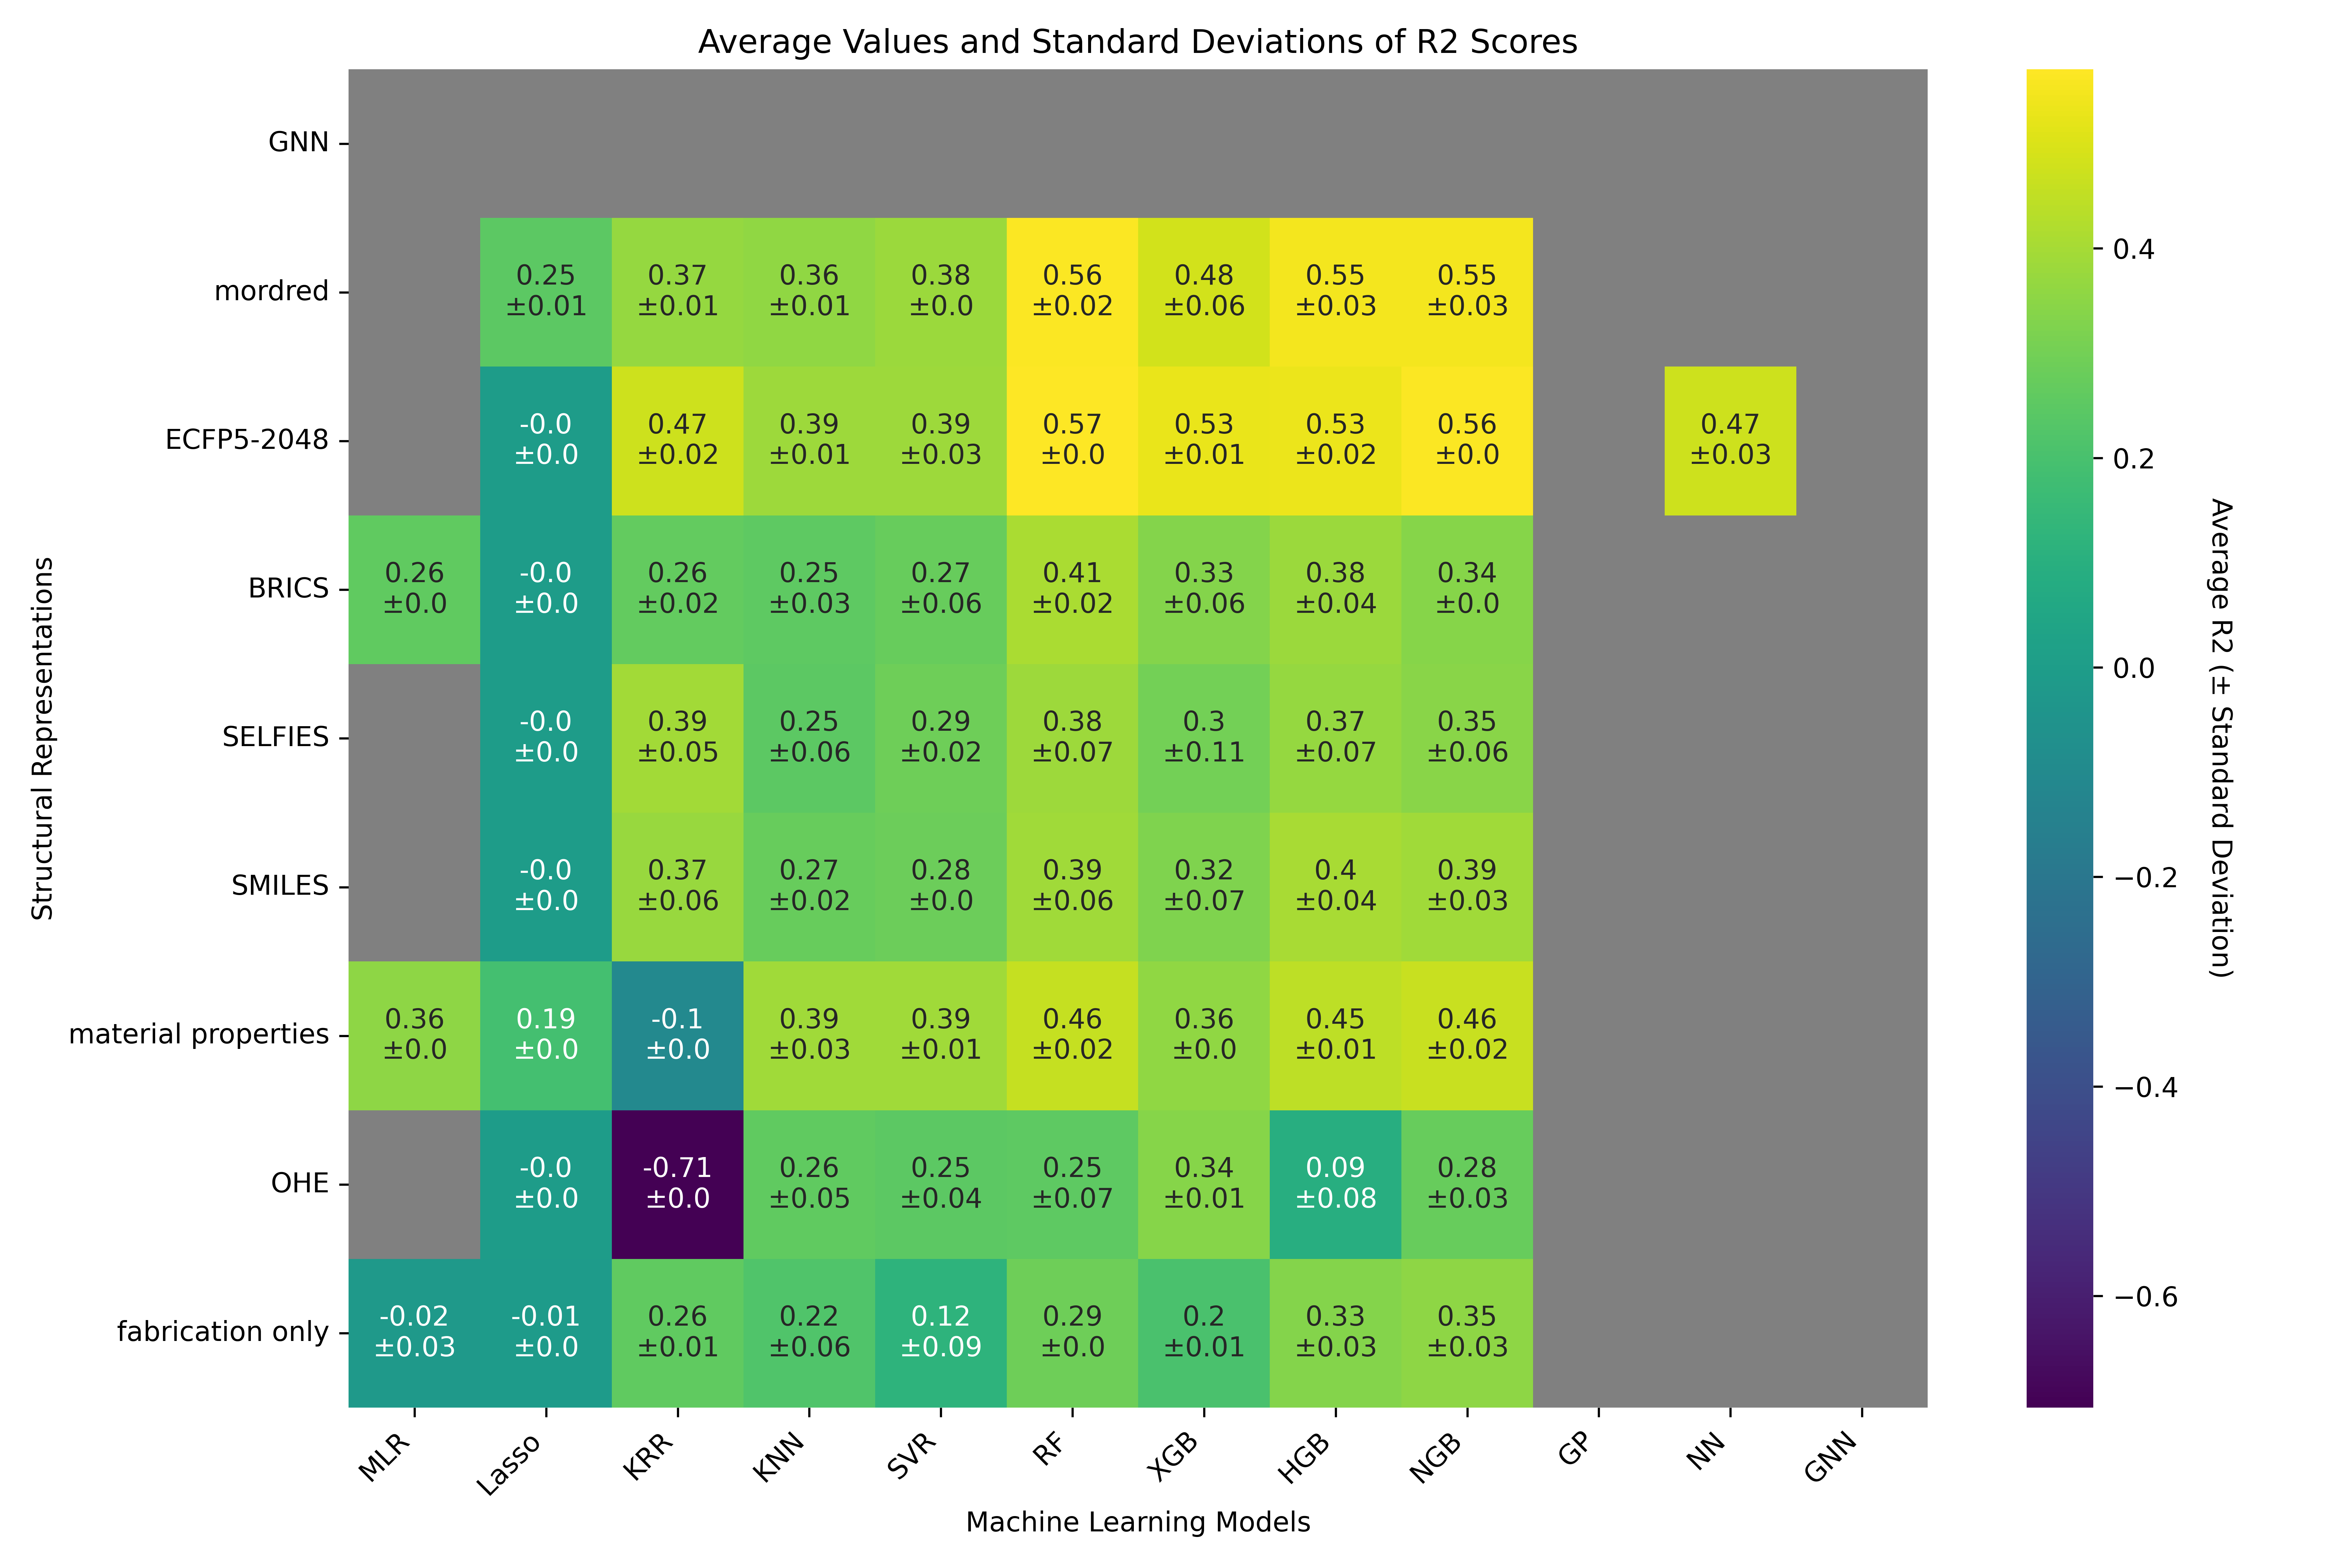 Average Values and Standard Deviations of R2 Scores
GNN
mordred
0.25 0.37 0.36 0.38 0.56 0.48 0.55 0.55
±0.01 ±0.01 ±0.01 ±0.0 ±0.02 ±0.06 ±0.03 ±0.03
ECFP5-2048
-0.0 0.47 0.39 0.39 0.57 0.53 0.53 0.56 0.47
±0.0 ±0.02 ±0.01 ±0.03 ±0.0 ±0.01 ±0.02 ±0.0 ±0.03
BRICS
0.26 -0.0 0.26 0.25 0.27 0.41 0.33 0.38 0.34
±0.0 ±0.0 ±0.02 ±0.03 ±0.06 ±0.02 ±0.06 ±0.04 ±0.0
SELFIES
-0.0 0.39 0.25 0.29 0.38 0.3 0.37 0.35
±0.0 ±0.05 ±0.06 ±0.02 ±0.07 ±0.11 ±0.07 ±0.06
SMILES
-0.0 0.37 0.27 0.28 0.39 0.32 0.4 0.39
±0.0 ±0.06 ±0.02 ±0.0 ±0.06 ±0.07 ±0.04 ±0.03
material properties
0.36 0.19 -0.1 0.39 0.39 0.46 0.36 0.45 0.46
±0.0 ±0.0 ±0.0 ±0.03 ±0.01 ±0.02 ±0.0 ±0.01 ±0.02
OHE
-0.0 -0.71 0.26 0.25 0.25 0.34 0.09 0.28
±0.0 ±0.0 ±0.05 ±0.04 ±0.07 ±0.01 ±0.08 ±0.03
fabrication only
-0.02 -0.01 0.26 0.22 0.12 0.29 0.2 0.33 0.35
±0.03 ±0.0 ±0.01 ±0.06 ±0.09 ±0.0 ±0.01 ±0.03 ±0.03
MLR Lasso KRR KNN SVR RF XGB HGB NGB GP NN GNN
Machine Learning Models
Structural Representations
0.4
0.2
0.0
−0.2
−0.4
−0.6
Average R2 (± Standard Deviation)